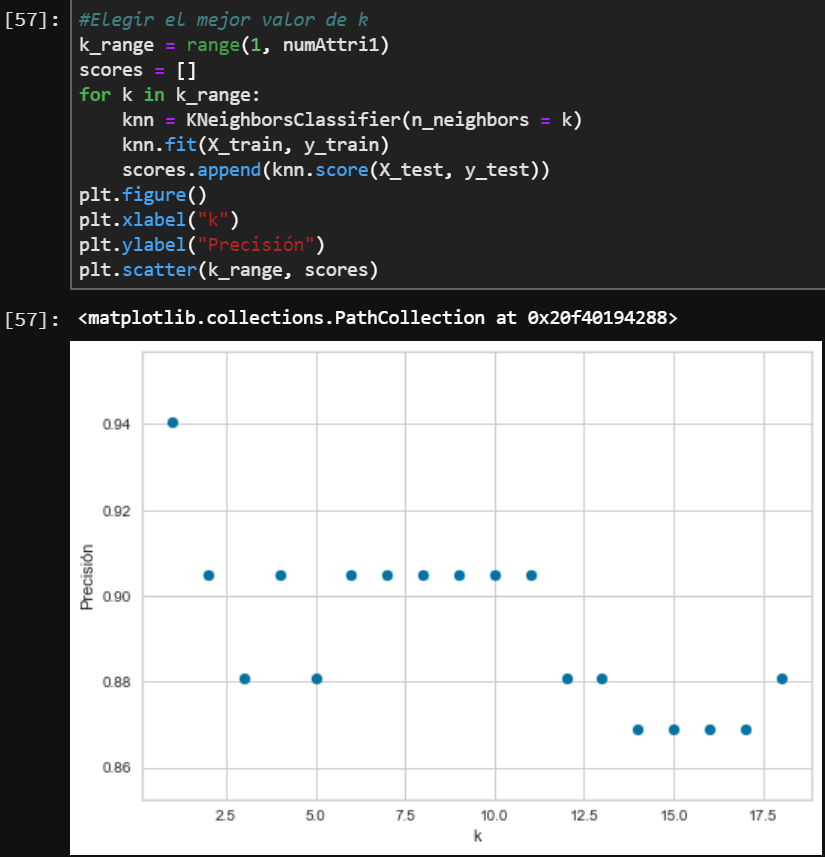 [57]: #Elegir el mejor valor de k
k_range = range(1, numAttri1)
scores = []
for k in k_range:
    knn = KNeighborsClassifier(n_neighbors = k)
    knn.fit(X_train, y_train)
    scores.append(knn.score(X_test, y_test))
plt.figure()
plt.xlabel("k")
plt.ylabel("Precisión")
plt.scatter(k_range, scores)
[57]: <matplotlib.collections.PathCollection at 0x20f40194288>
0.94
0.92
Precisión
0.90
0.88
0.86
2.5 5.0 7.5 10.0 12.5 15.0 17.5
k